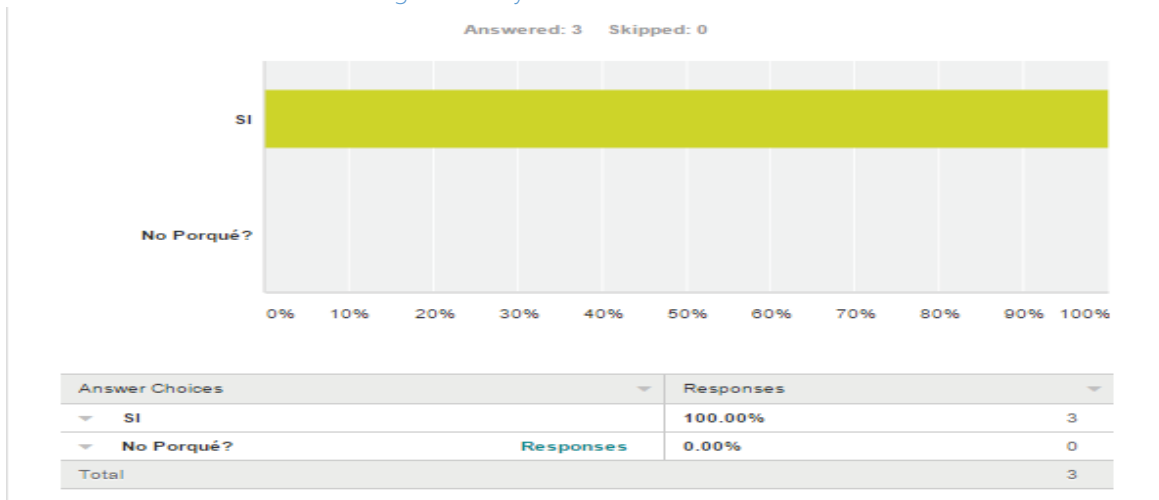 Answered: 3 Skipped: 0
SI
No Porqué?
0% 10% 20% 30% 40% 50% 60% 70% 80% 90% 100%
Answer Choices Responses
SI 100.00% 3
No Porqué? Responses 0.00% 0
Total 3